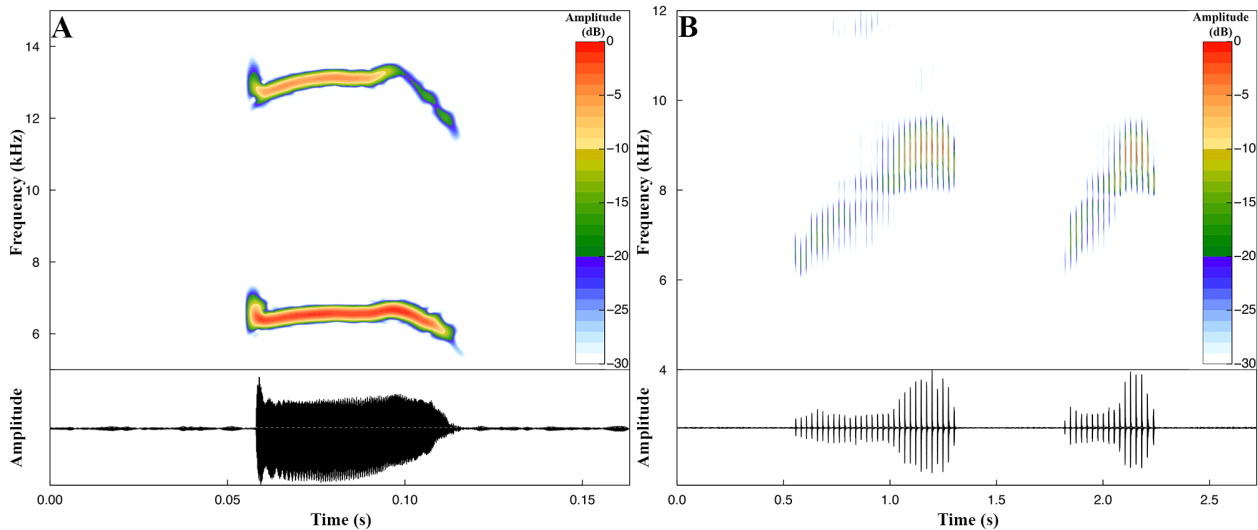 A
Amplitude
(dB)
0
−5
−10
−15
−20
−25
−30
14
12
10
8
6
Frequency (kHz)
Amplitude
0.00
0.05
0.10
0.15
Time (s)
B
Amplitude
(dB)
0
−5
−10
−15
−20
−25
−30
12
10
8
6
4
Frequency (kHz)
Amplitude
0.0
0.5
1.0
1.5
2.0
2.5
Time (s)